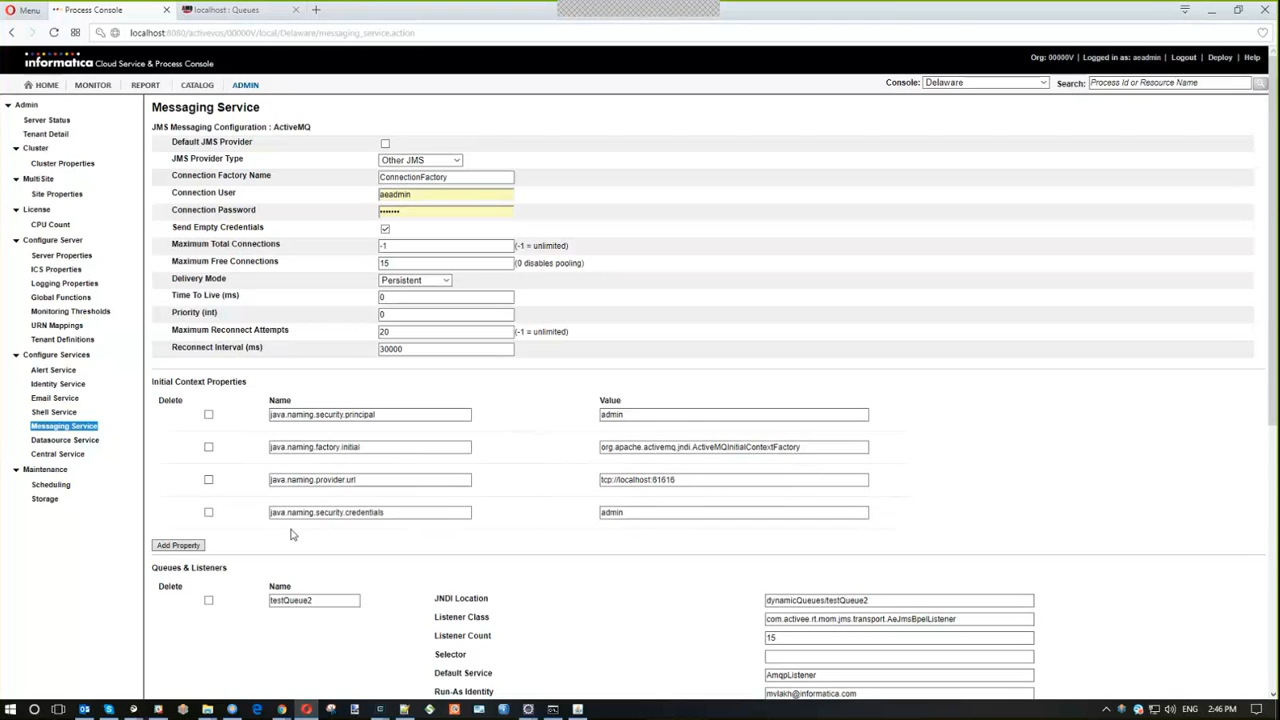 Menu Process Console localhost : Queues
localhost:8080/activevos/00000V/local/Delaware/messaging_service.action
informatica Cloud Service & Process Console Org: 00000V Logged in as: aeadmin Logout Deploy Help
HOME MONITOR REPORT CATALOG ADMIN Console: Delaware Search: Process Id or Resource Name
Admin
Server Status
Tenant Detail
Cluster
Cluster Properties
MultiSite
Site Properties
License
CPU Count
Configure Server
Server Properties
ICS Properties
Logging Properties
Global Functions
Monitoring Thresholds
URN Mappings
Tenant Definitions
Configure Services
Alert Service
Identity Service
Email Service
Shell Service
Messaging Service
Datasource Service
Central Service
Maintenance
Scheduling
Storage
Messaging Service
JMS Messaging Configuration : ActiveMQ
Default JMS Provider
JMS Provider Type Other JMS
Connection Factory Name ConnectionFactory
Connection User aeadmin
Connection Password •••••••
Send Empty Credentials
Maximum Total Connections -1 (-1 = unlimited)
Maximum Free Connections 15 (0 disables pooling)
Delivery Mode Persistent
Time To Live (ms) 0
Priority (int) 0
Maximum Reconnect Attempts 20 (-1 = unlimited)
Reconnect Interval (ms) 30000
Initial Context Properties
Delete Name Value
java.naming.security.principal admin
java.naming.factory.initial org.apache.activemq.jndi.ActiveMQInitialContextFactory
java.naming.provider.url tcp://localhost:61616
java.naming.security.credentials admin
Add Property
Queues & Listeners
Delete Name
testQueue2 JNDI Location dynamicQueues/testQueue2
Listener Class com.activee.rt.mom.jms.transport.AeJmsBpelListener
Listener Count 15
Selector
Default Service AmqpListener
Run-As Identity mvlakh@informatica.com
2:46 PM